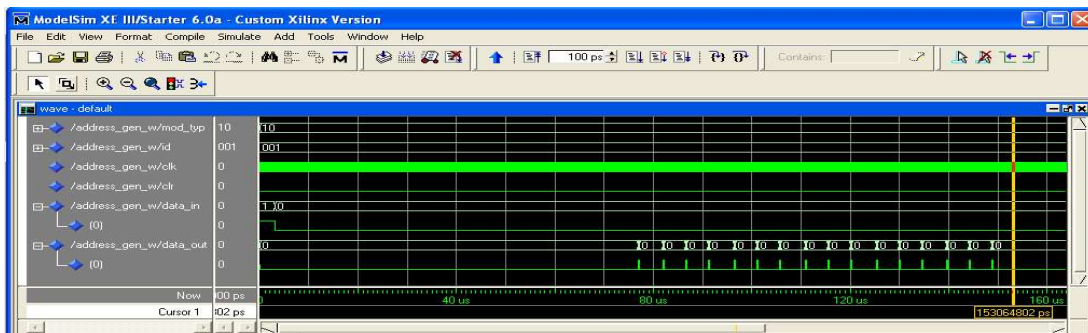 ModelSim XE III/Starter 6.0a - Custom Xilinx Version
File Edit View Format Compile Simulate Add Tools Window Help
100 ps
Contains:
wave - default
/address_gen_w/mod_typ 10 10
/address_gen_w/id 001 001
/address_gen_w/clk 0
/address_gen_w/clr 0
/address_gen_w/data_in 0 1 0
(0) 0
/address_gen_w/data_out 0 0 0 0 0 0 0 0 0 0 0 0 0 0 0 0 0 0
(0) 0
Now 00 ps
Cursor 1 02 ps
40 us 80 us 120 us 160 us
153064802 ps